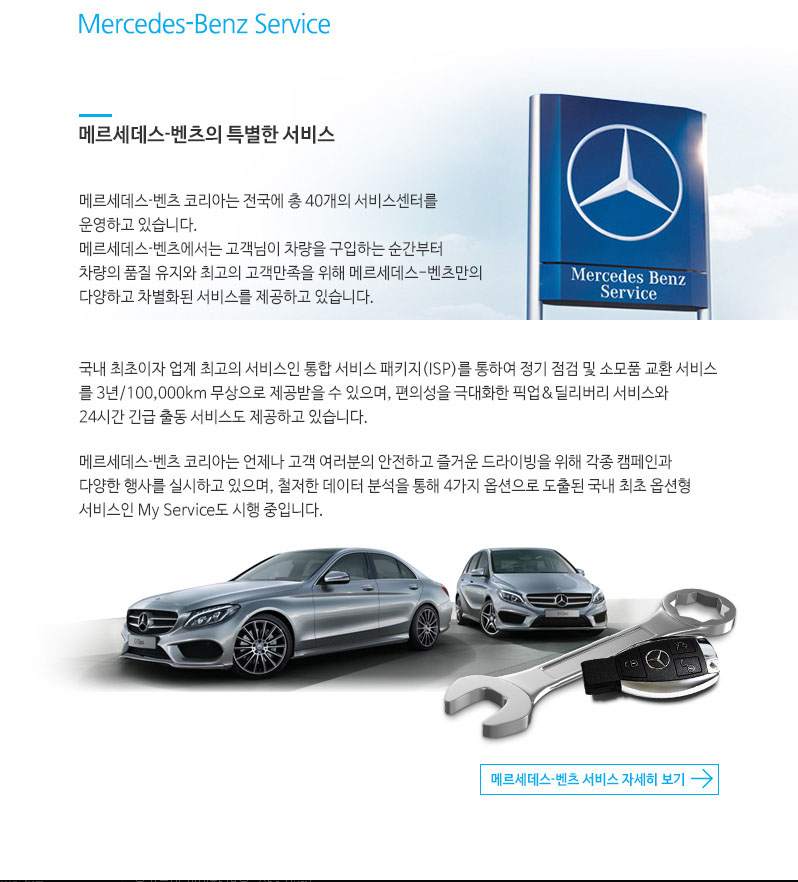 Mercedes-Benz Service
메르세데스-벤츠의 특별한 서비스
메르세데스-벤츠 코리아는 전국에 총 40개의 서비스센터를
운영하고 있습니다.
메르세데스-벤츠에서는 고객님이 차량을 구입하는 순간부터
차량의 품질 유지와 최고의 고객만족을 위해 메르세데스-벤츠만의
다양하고 차별화된 서비스를 제공하고 있습니다.
Mercedes Benz
Service
국내 최초이자 업계 최고의 서비스인 통합 서비스 패키지(ISP)를 통하여 정기 점검 및 소모품 교환 서비스
를 3년/100,000km 무상으로 제공받을 수 있으며, 편의성을 극대화한 픽업&딜리버리 서비스와
24시간 긴급 출동 서비스도 제공하고 있습니다.
메르세데스-벤츠 코리아는 언제나 고객 여러분의 안전하고 즐거운 드라이빙을 위해 각종 캠페인과
다양한 행사를 실시하고 있으며, 철저한 데이터 분석을 통해 4가지 옵션으로 도출된 국내 최초 옵션형
서비스인 My Service도 시행 중입니다.
메르세데스-벤츠 서비스 자세히 보기